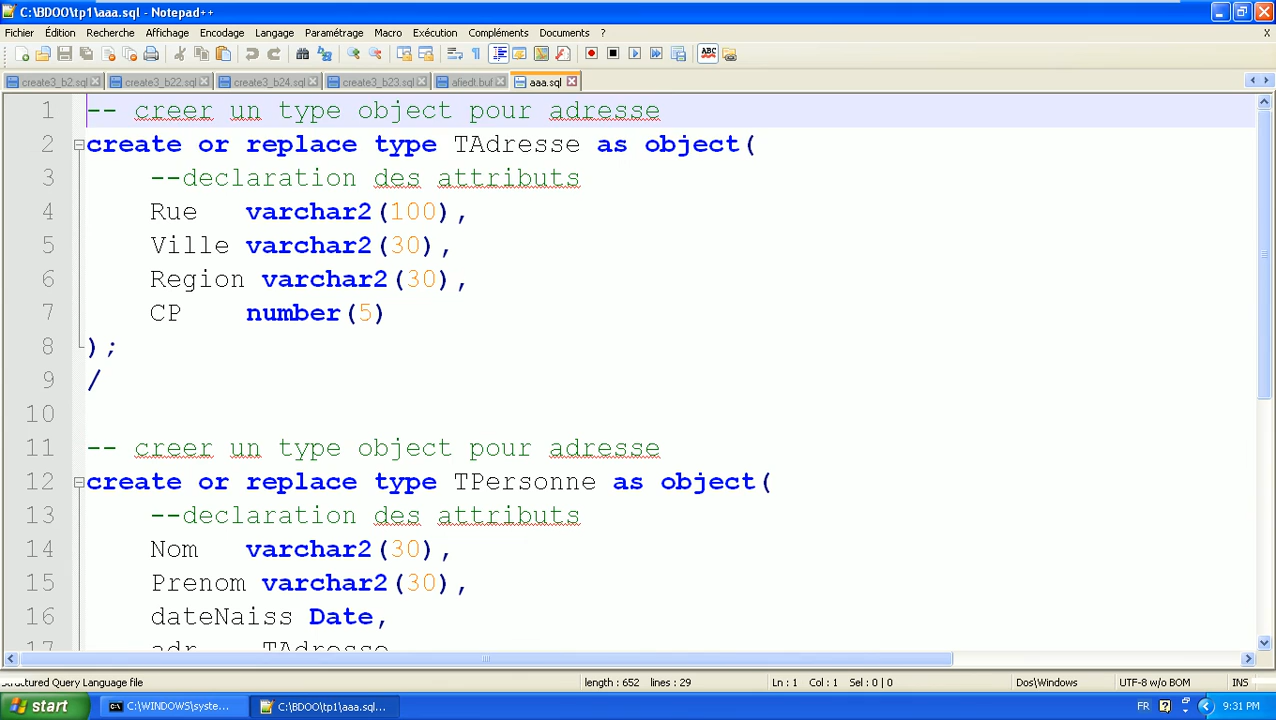 C:\BDOO\tp1\aaa.sql - Notepad++
Fichier Édition Recherche Affichage Encodage Langage Paramétrage Macro Exécution Compléments Documents ? X
create3_b2.sql create3_b22.sql create3_b24.sql create3_b23.sql afiedt.buf aaa.sql
1 -- creer un type object pour adresse
2 create or replace type TAdresse as object(
3 --declaration des attributs
4 Rue varchar2(100),
5 Ville varchar2(30),
6 Region varchar2(30),
7 CP number(5)
8 );
9 /
10
11 -- creer un type object pour adresse
12 create or replace type TPersonne as object(
13 --declaration des attributs
14 Nom varchar2(30),
15 Prenom varchar2(30),
16 dateNaiss Date,
17 adr TAdresse
Structured Query Language file length : 652 lines : 29 Ln : 1 Col : 1 Sel : 0 | 0 Dos\Windows UTF-8 w/o BOM INS
start C:\WINDOWS\syste... C:\BDOO\tp1\aaa.sql... FR 9:31 PM